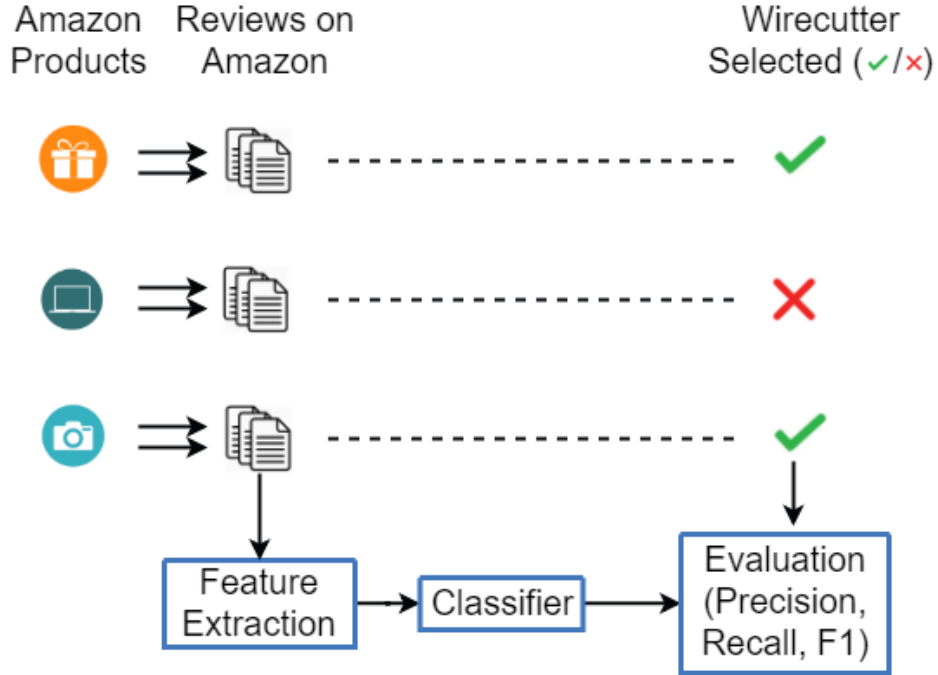 Amazon
Products
Reviews on
Amazon
Wirecutter
Selected (✓/×)
Feature
Extraction
Classifier
Evaluation
(Precision,
Recall, F1)